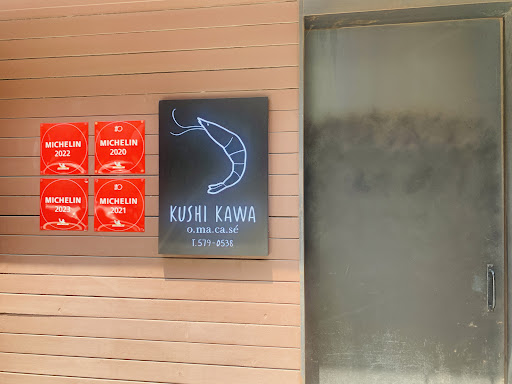 MICHELIN
2022
MICHELIN
2020
MICHELIN
2023
MICHELIN
2021
KUSHI KAWA
o.ma.ca.sé
T.579-0538